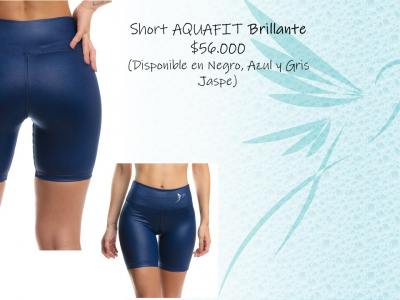 Short AQUAFIT Brillante
$56.000
(Disponible en Negro, Azul y Gris
Jaspe)